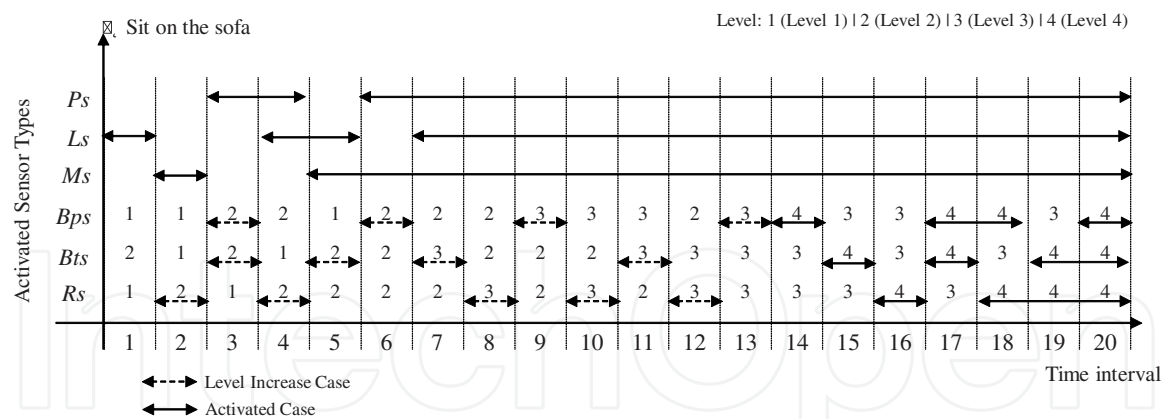 Sit on the sofa
Level: 1 (Level 1) | 2 (Level 2) | 3 (Level 3) | 4 (Level 4)
Activated Sensor Types
Ps
Ls
Ms
Bps 1 1 2 2 1 2 2 2 3 3 3 2 3 4 3 3 4 4 3 4
Bts 2 1 2 1 2 2 3 2 2 2 3 3 3 3 4 3 4 3 4 4
Rs 1 2 1 2 2 2 2 3 2 3 2 3 3 3 3 4 3 4 4 4
1 2 3 4 5 6 7 8 9 10 11 12 13 14 15 16 17 18 19 20
Time interval
Level Increase Case
Activated Case
IntechOpen